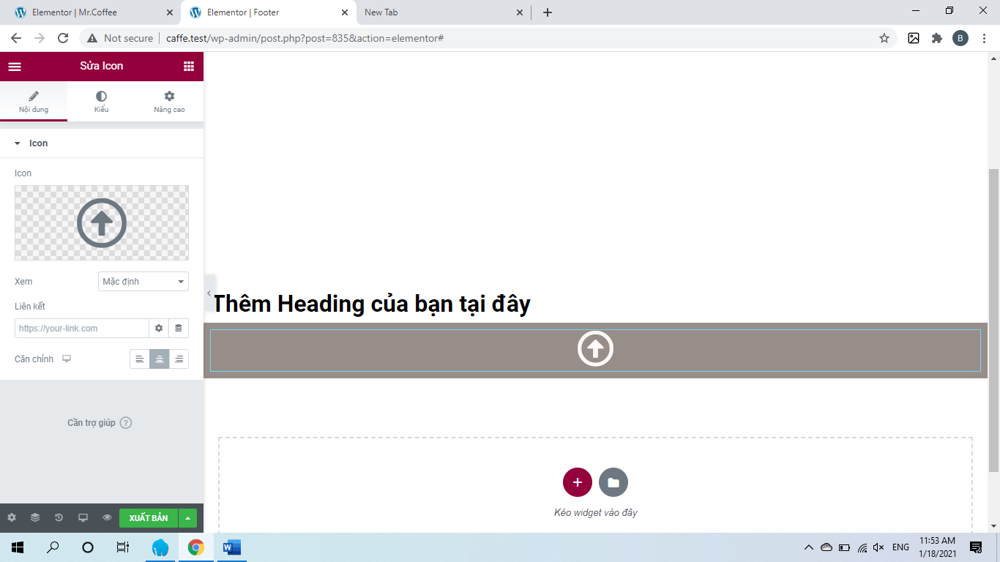 Elementor | Mr.Coffee
Elementor | Footer
New Tab
Not secure
caffe.test/wp-admin/post.php?post=835&action=elementor#
B
Sửa Icon
Nội dung
Kiểu
Nâng cao
Icon
Icon
Xem
Mặc định
Liên kết
https://your-link.com
Căn chỉnh
Cần trợ giúp ?
Thêm Heading của bạn tại đây
Kéo widget vào đây
XUẤT BẢN
ENG
11:53 AM
1/18/2021